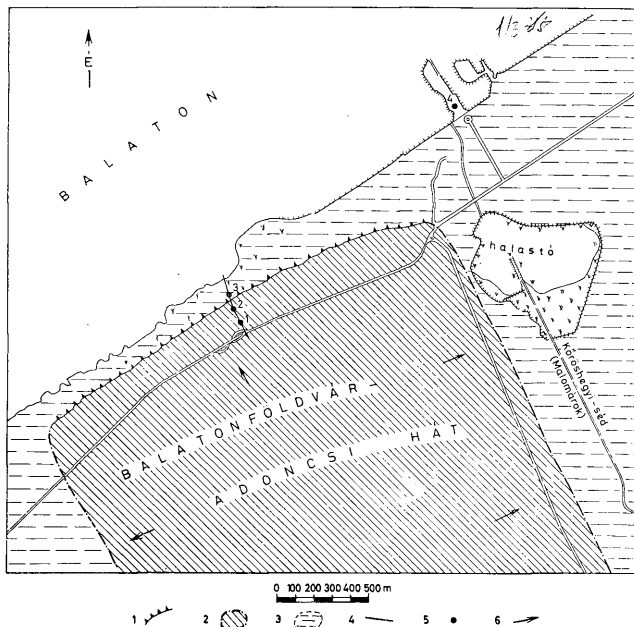 É
BALATON
4
halastó
Kőröshegyi-séd
(Malomárok)
3
2
1
BALATONFÖLDVÁR-
ADONCSI HÁT
0 100 200 300 400 500 m
1 2 3 4 5 6